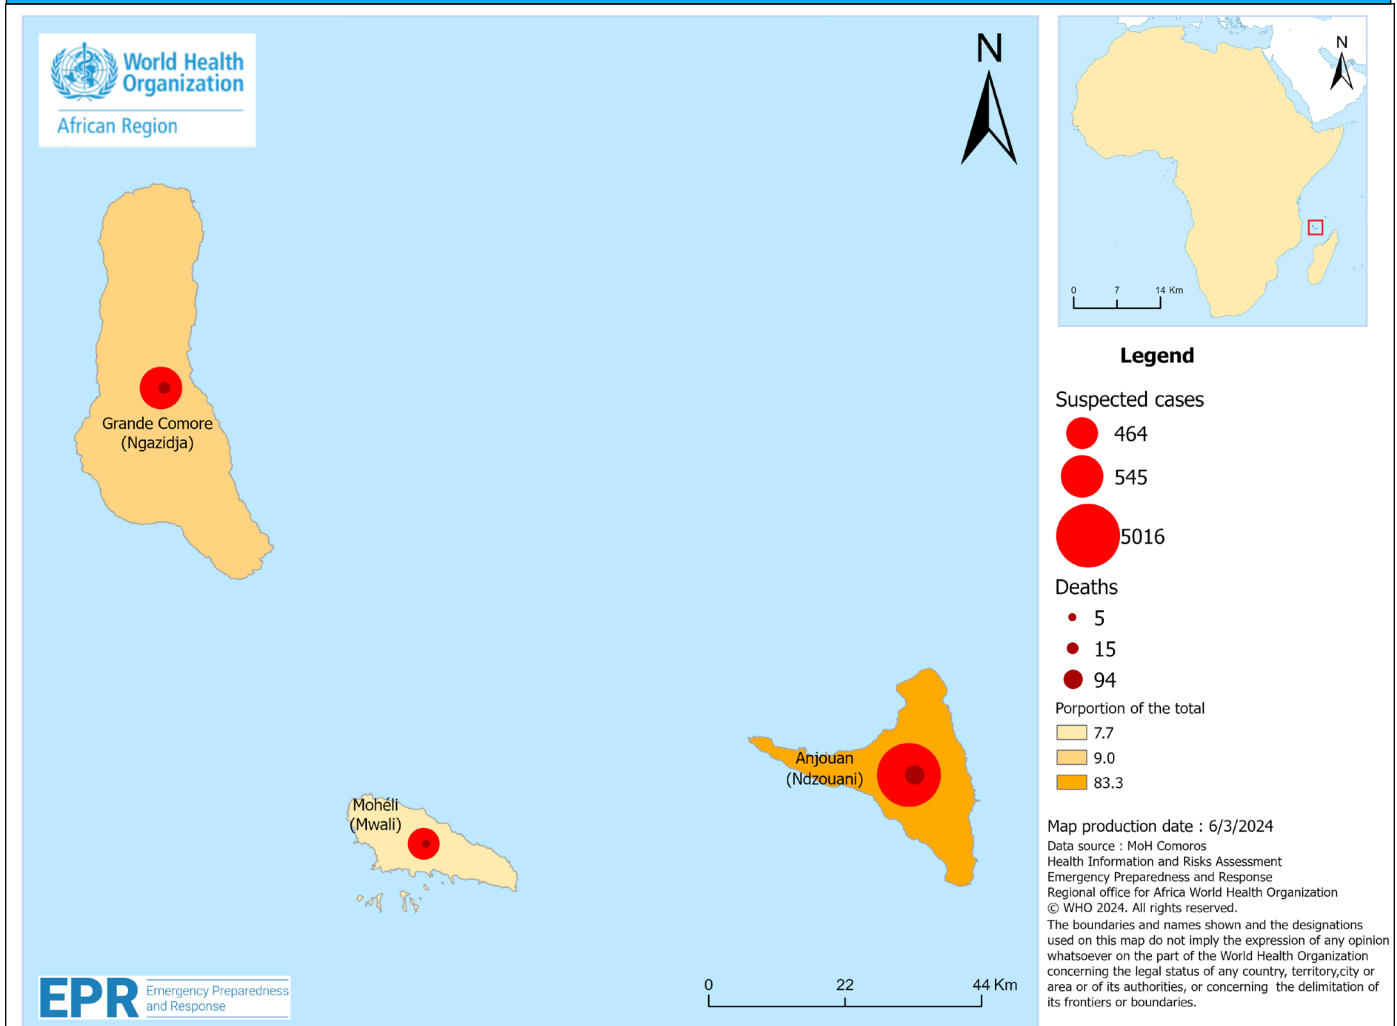 World Health
Organization
African Region
N
Grande Comore
(Ngazidja)
Mohéli
(Mwali)
Anjouan
(Ndzouani)
EPR Emergency Preparedness
and Response
0 22 44 Km
N
0 7 14 Km
Legend
Suspected cases
464
545
5016
Deaths
5
15
94
Porportion of the total
7.7
9.0
83.3
Map production date : 6/3/2024
Data source : MoH Comoros
Health Information and Risks Assessment
Emergency Preparedness and Response
Regional office for Africa World Health Organization
© WHO 2024. All rights reserved.
The boundaries and names shown and the designations
used on this map do not imply the expression of any opinion
whatsoever on the part of the World Health Organization
concerning the legal status of any country, territory,city or
area or of its authorities, or concerning the delimitation of
its frontiers or boundaries.